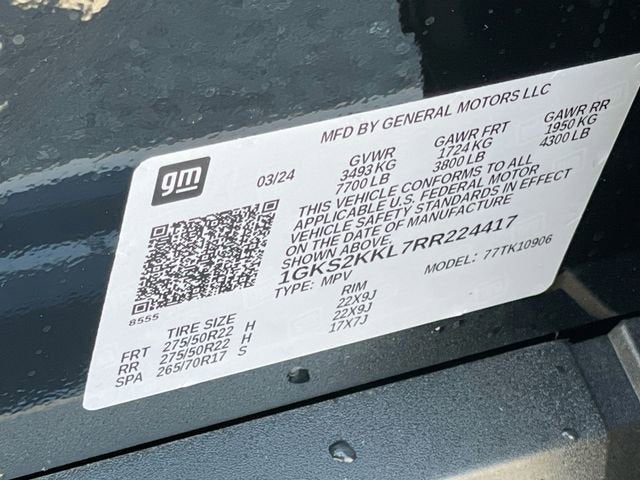 MFD BY GENERAL MOTORS LLC
gm
03/24
GVWR GAWR FRT GAWR RR
3493 KG 1724 KG 1950 KG
7700 LB 3800 LB 4300 LB
THIS VEHICLE CONFORMS TO ALL
APPLICABLE U.S. FEDERAL MOTOR
VEHICLE SAFETY STANDARDS IN EFFECT
ON THE DATE OF MANUFACTURE
SHOWN ABOVE.
1GKS2KKL7RR224417
TYPE: MPV MODEL: 77TK10906
8555
TIRE SIZE RIM
FRT 275/50R22 H 22X9J
RR 275/50R22 H 22X9J
SPA 265/70R17 S 17X7J